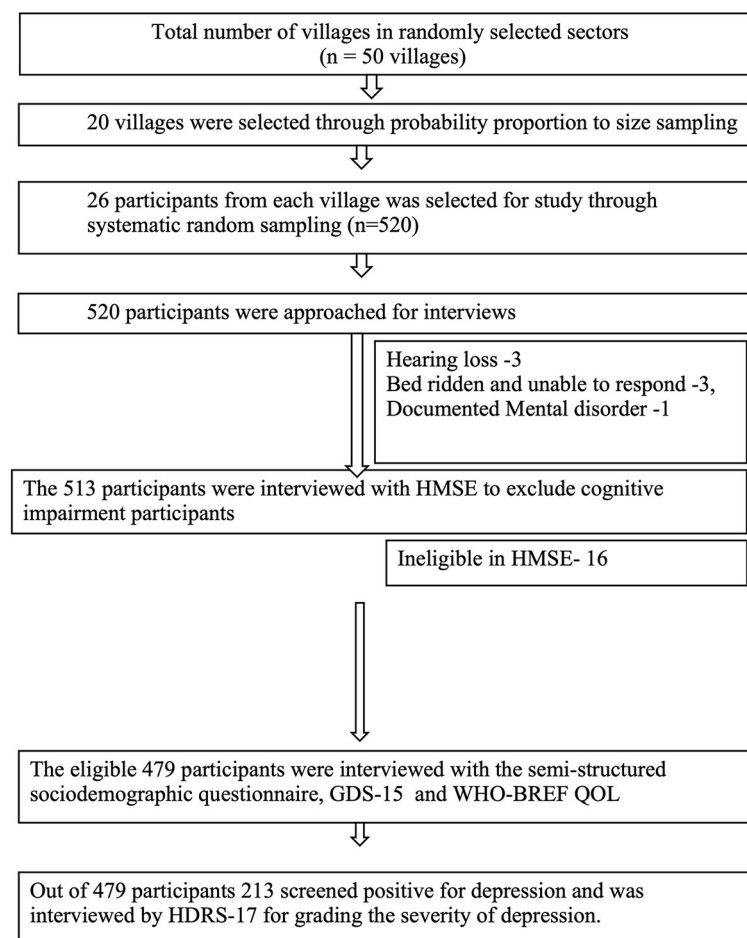 Total number of villages in randomly selected sectors
(n = 50 villages)
20 villages were selected through probability proportion to size sampling
26 participants from each village was selected for study through
systematic random sampling (n=520)
520 participants were approached for interviews
Hearing loss -3
Bed ridden and unable to respond -3,
Documented Mental disorder -1
The 513 participants were interviewed with HMSE to exclude cognitive
impairment participants
Ineligible in HMSE- 16
The eligible 479 participants were interviewed with the semi-structured
sociodemographic questionnaire, GDS-15 and WHO-BREF QOL
Out of 479 participants 213 screened positive for depression and was
interviewed by HDRS-17 for grading the severity of depression.